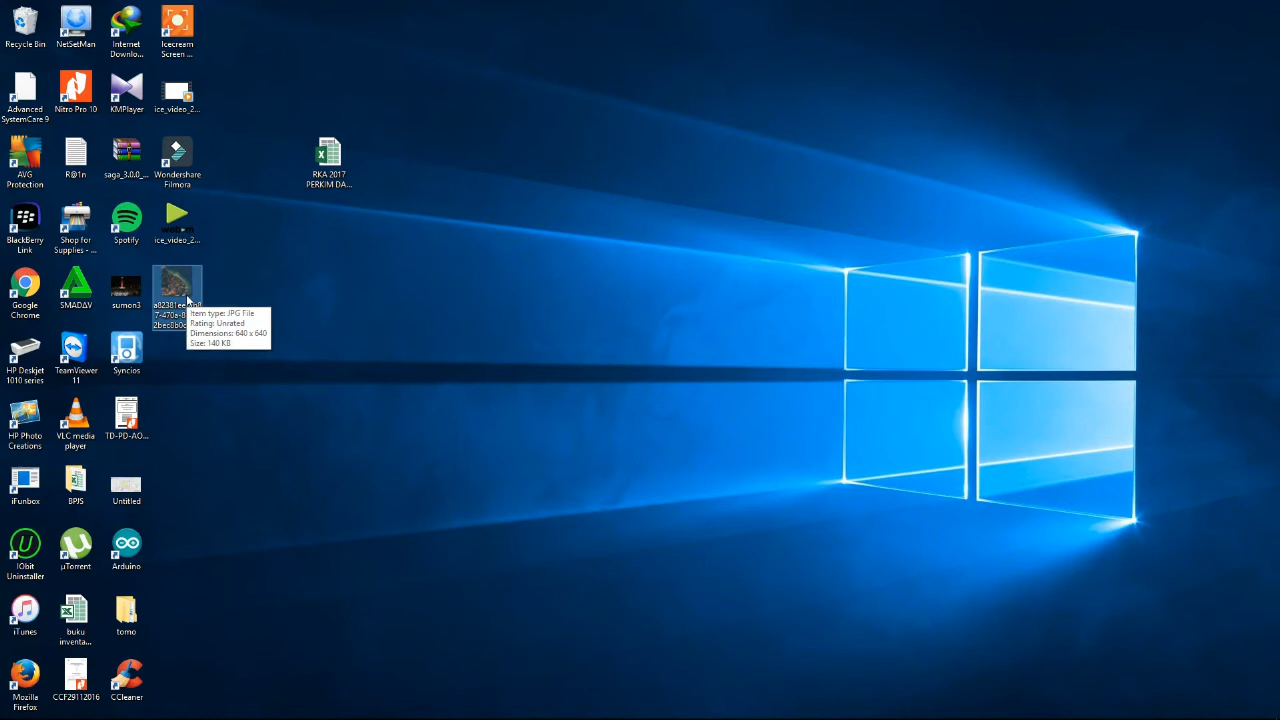 Recycle Bin
NetSetMan
Internet
Downlo...
Icecream
Screen ...
Advanced
SystemCare 9
Nitro Pro 10
KMPlayer
ice_video_2...
AVG
Protection
R@1n
saga_3.0.0_...
Wondershare
Filmora
RKA 2017
PERKIM DA...
BlackBerry
Link
Shop for
Supplies - ...
Spotify
ice_video_2...
Google
Chrome
SMADΔV
sumon3
Item type: JPG File
Rating: Unrated
Dimensions: 640 x 640
Size: 140 KB
HP Deskjet
1010 series
TeamViewer
11
Syncios
HP Photo
Creations
VLC media
player
TD-PD-AO...
iFunbox
BPJS
Untitled
IObit
Uninstaller
µTorrent
Arduino
iTunes
buku
inventa...
tomo
Mozilla
Firefox
CCF29112016
CCleaner